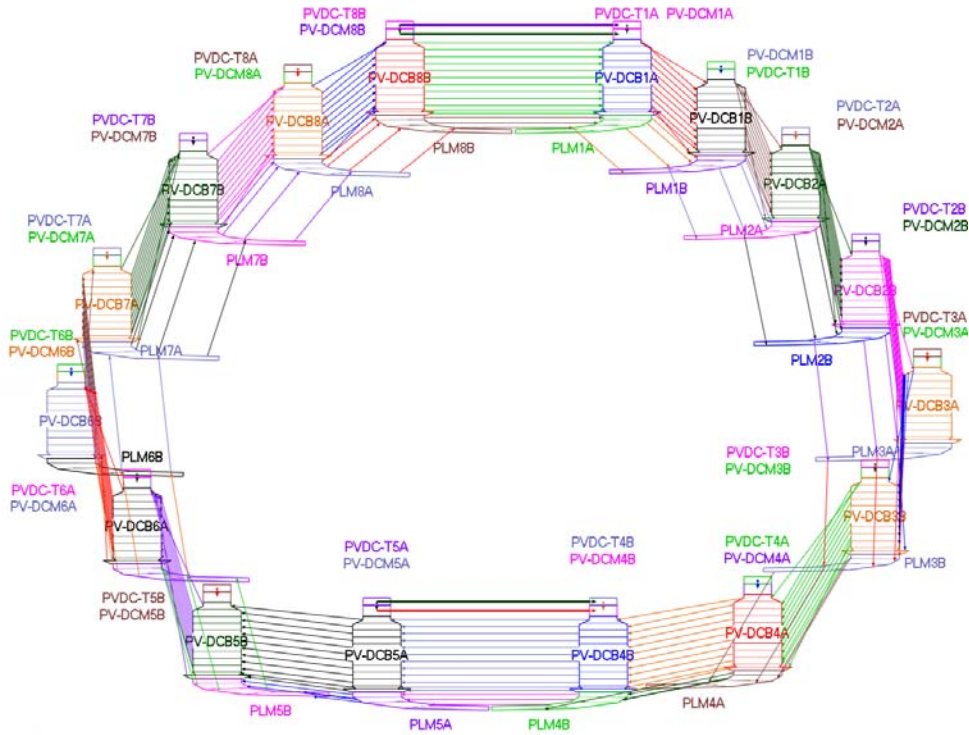 PVDC-T8B
PV-DCM8B
PVDC-T1A PV-DCM1A
PVDC-T8A
PV-DCM8A
PV-DCB8B
PV-DCB1A
PV-DCM1B
PVDC-T1B
PVDC-T7B
PV-DCM7B
PV-DCB8A
PV-DCB1B
PVDC-T2A
PV-DCM2A
PLM8B
PLM1A
PV-DCB7B
PLM8A
PLM1B
PV-DCB2A
PVDC-T7A
PV-DCM7A
PLM7B
PLM2A
PVDC-T2B
PV-DCM2B
PV-DCB7A
PV-DCB2B
PVDC-T6B
PV-DCM6B
PLM7A
PLM2B
PVDC-T3A
PV-DCM3A
PV-DCB6B
PV-DCB3A
PLM6B
PVDC-T3B
PV-DCM3B
PLM3A
PVDC-T6A
PV-DCM6A
PV-DCB6A
PV-DCB3B
PVDC-T5A
PV-DCM5A
PVDC-T4B
PV-DCM4B
PVDC-T4A
PV-DCM4A
PLM3B
PVDC-T5B
PV-DCM5B
PV-DCB5B
PV-DCB5A
PV-DCB4B
PV-DCB4A
PLM5B
PLM5A
PLM4B
PLM4A